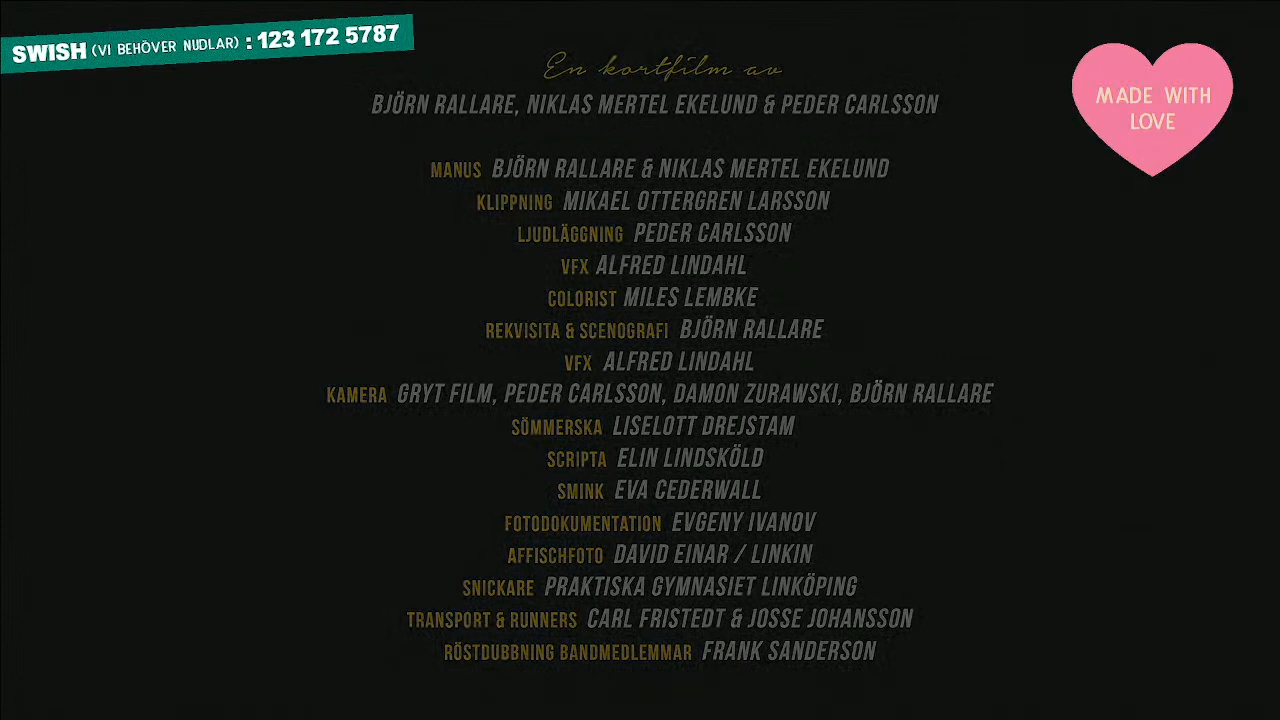 SWISH (VI BEHÖVER NUDLAR) : 123 172 5787
MADE WITH
LOVE
En kortfilm av
BJÖRN RALLARE, NIKLAS MERTEL EKELUND & PEDER CARLSSON
MANUS BJÖRN RALLARE & NIKLAS MERTEL EKELUND
KLIPPNING MIKAEL OTTERGREN LARSSON
LJUDLÄGGNING PEDER CARLSSON
VFX ALFRED LINDAHL
COLORIST MILES LEMBKE
REKVISITA & SCENOGRAFI BJÖRN RALLARE
VFX ALFRED LINDAHL
KAMERA GRYT FILM, PEDER CARLSSON, DAMON ZURAWSKI, BJÖRN RALLARE
SÖMMERSKA LISELOTT DREJSTAM
SCRIPTA ELIN LINDSKÖLD
SMINK EVA CEDERWALL
FOTODOKUMENTATION EVGENY IVANOV
AFFISCHFOTO DAVID EINAR / LINKIN
SNICKARE PRAKTISKA GYMNASIET LINKÖPING
TRANSPORT & RUNNERS CARL FRISTEDT & JOSSE JOHANSSON
RÖSTDUBBNING BANDMEDLEMMAR FRANK SANDERSON